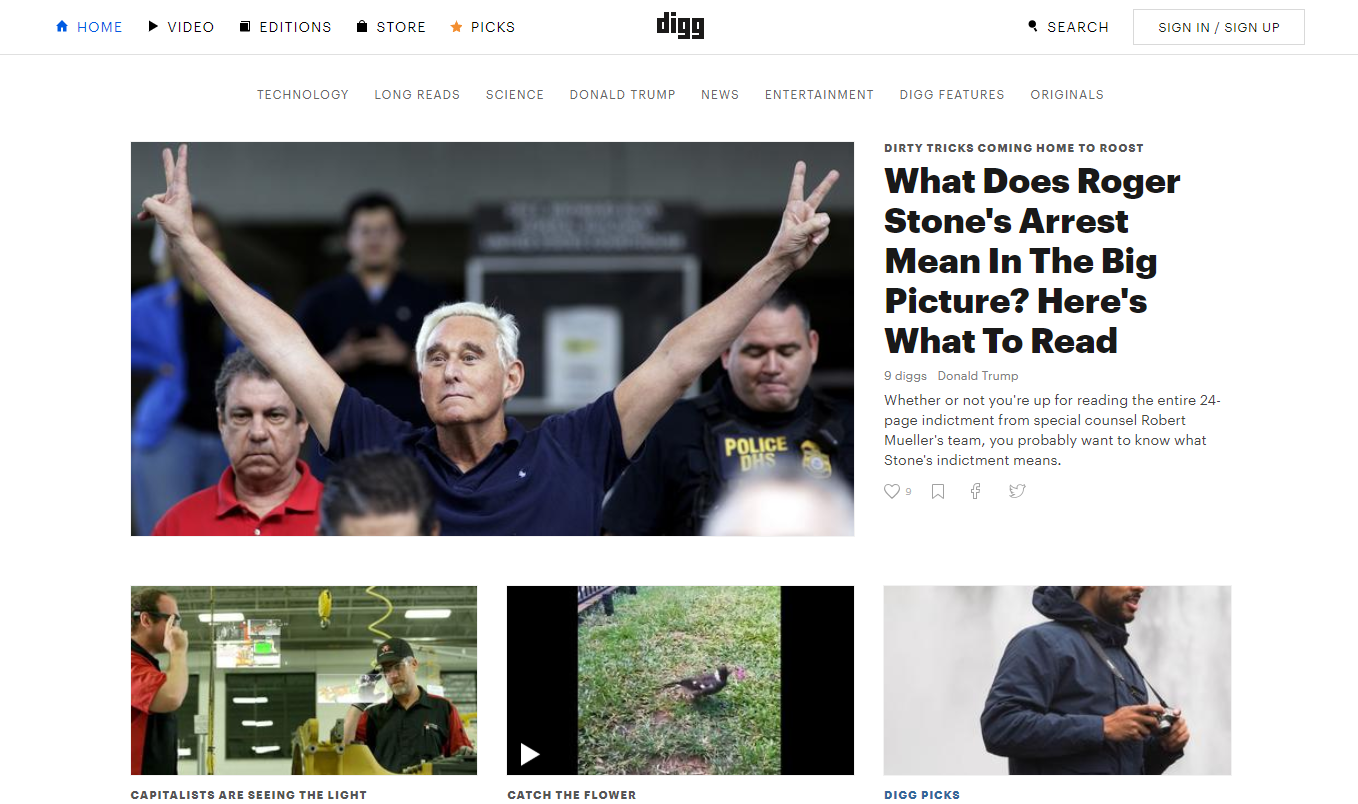 HOME VIDEO EDITIONS STORE PICKS digg SEARCH SIGN IN / SIGN UP
TECHNOLOGY LONG READS SCIENCE DONALD TRUMP NEWS ENTERTAINMENT DIGG FEATURES ORIGINALS
POLICE
DHS
DIRTY TRICKS COMING HOME TO ROOST
What Does Roger
Stone's Arrest
Mean In The Big
Picture? Here's
What To Read
9 diggs Donald Trump
Whether or not you're up for reading the entire 24-
page indictment from special counsel Robert
Mueller's team, you probably want to know what
Stone's indictment means.
9
CAPITALISTS ARE SEEING THE LIGHT
CATCH THE FLOWER
DIGG PICKS